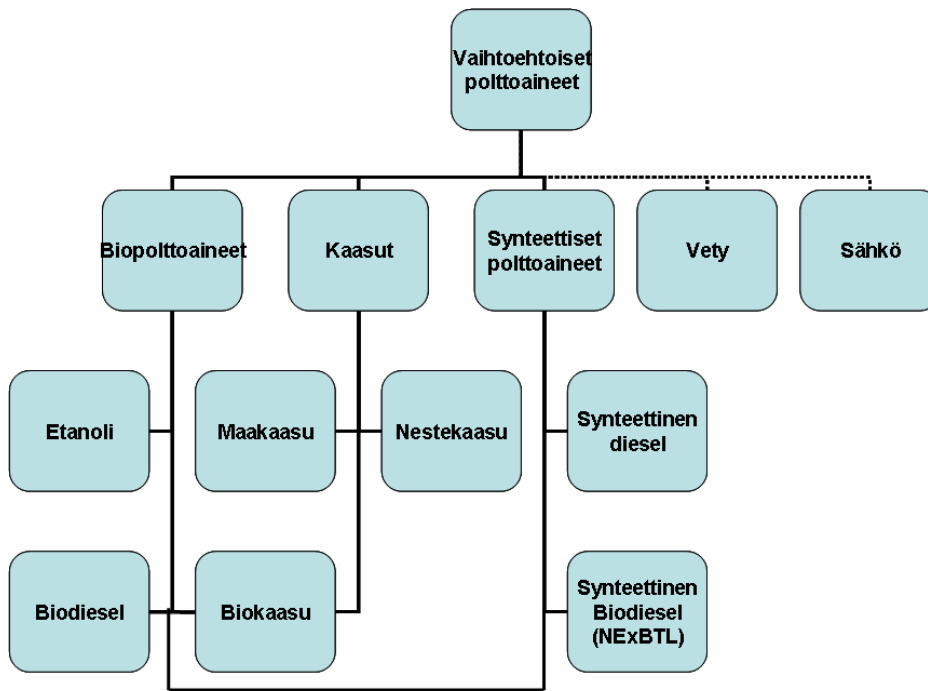 Vaihtoehtoiset
polttoaineet
Biopolttoaineet
Kaasut
Synteettiset
polttoaineet
Vety
Sähkö
Etanoli
Maakaasu
Nestekaasu
Synteettinen
diesel
Biodiesel
Biokaasu
Synteettinen
Biodiesel
(NExBTL)